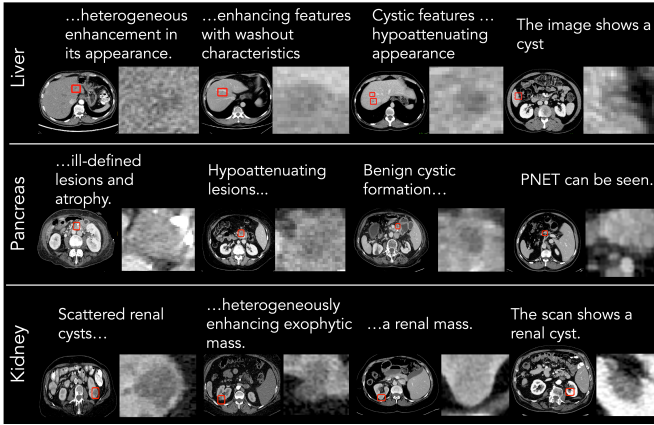 Liver
…heterogeneous
enhancement in
its appearance.
…enhancing features
with washout
characteristics
Cystic features …
hypoattenuating
appearance
The image shows a
cyst
Pancreas
…ill-defined
lesions and
atrophy.
Hypoattenuating
lesions...
Benign cystic
formation…
PNET can be seen.
Kidney
Scattered renal
cysts…
…heterogeneously
enhancing exophytic
mass.
…a renal mass.
The scan shows a
renal cyst.